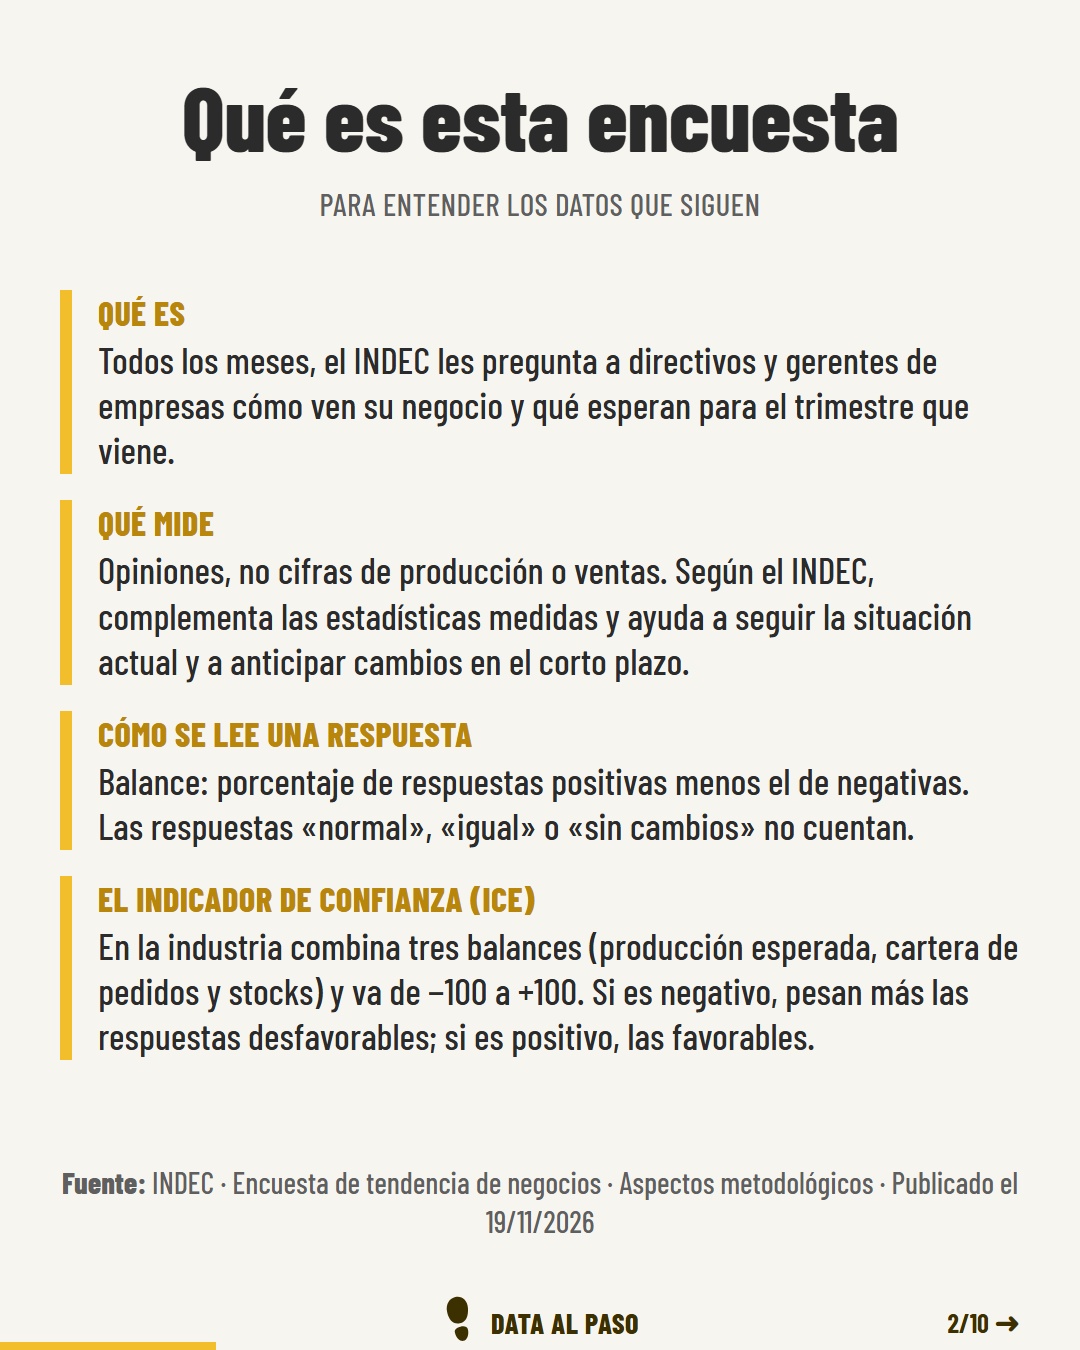 Qué es esta encuesta
PARA ENTENDER LOS DATOS QUE SIGUEN
QUÉ ES
Todos los meses, el INDEC les pregunta a directivos y gerentes de
empresas cómo ven su negocio y qué esperan para el trimestre que
viene.
QUÉ MIDE
Opiniones, no cifras de producción o ventas. Según el INDEC,
complementa las estadísticas medidas y ayuda a seguir la situación
actual y a anticipar cambios en el corto plazo.
CÓMO SE LEE UNA RESPUESTA
Balance: porcentaje de respuestas positivas menos el de negativas.
Las respuestas «normal», «igual» o «sin cambios» no cuentan.
EL INDICADOR DE CONFIANZA (ICE)
En la industria combina tres balances (producción esperada, cartera de
pedidos y stocks) y va de −100 a +100. Si es negativo, pesan más las
respuestas desfavorables; si es positivo, las favorables.
Fuente: INDEC · Encuesta de tendencia de negocios · Aspectos metodológicos · Publicado el
19/11/2026
DATA AL PASO
2/10 →